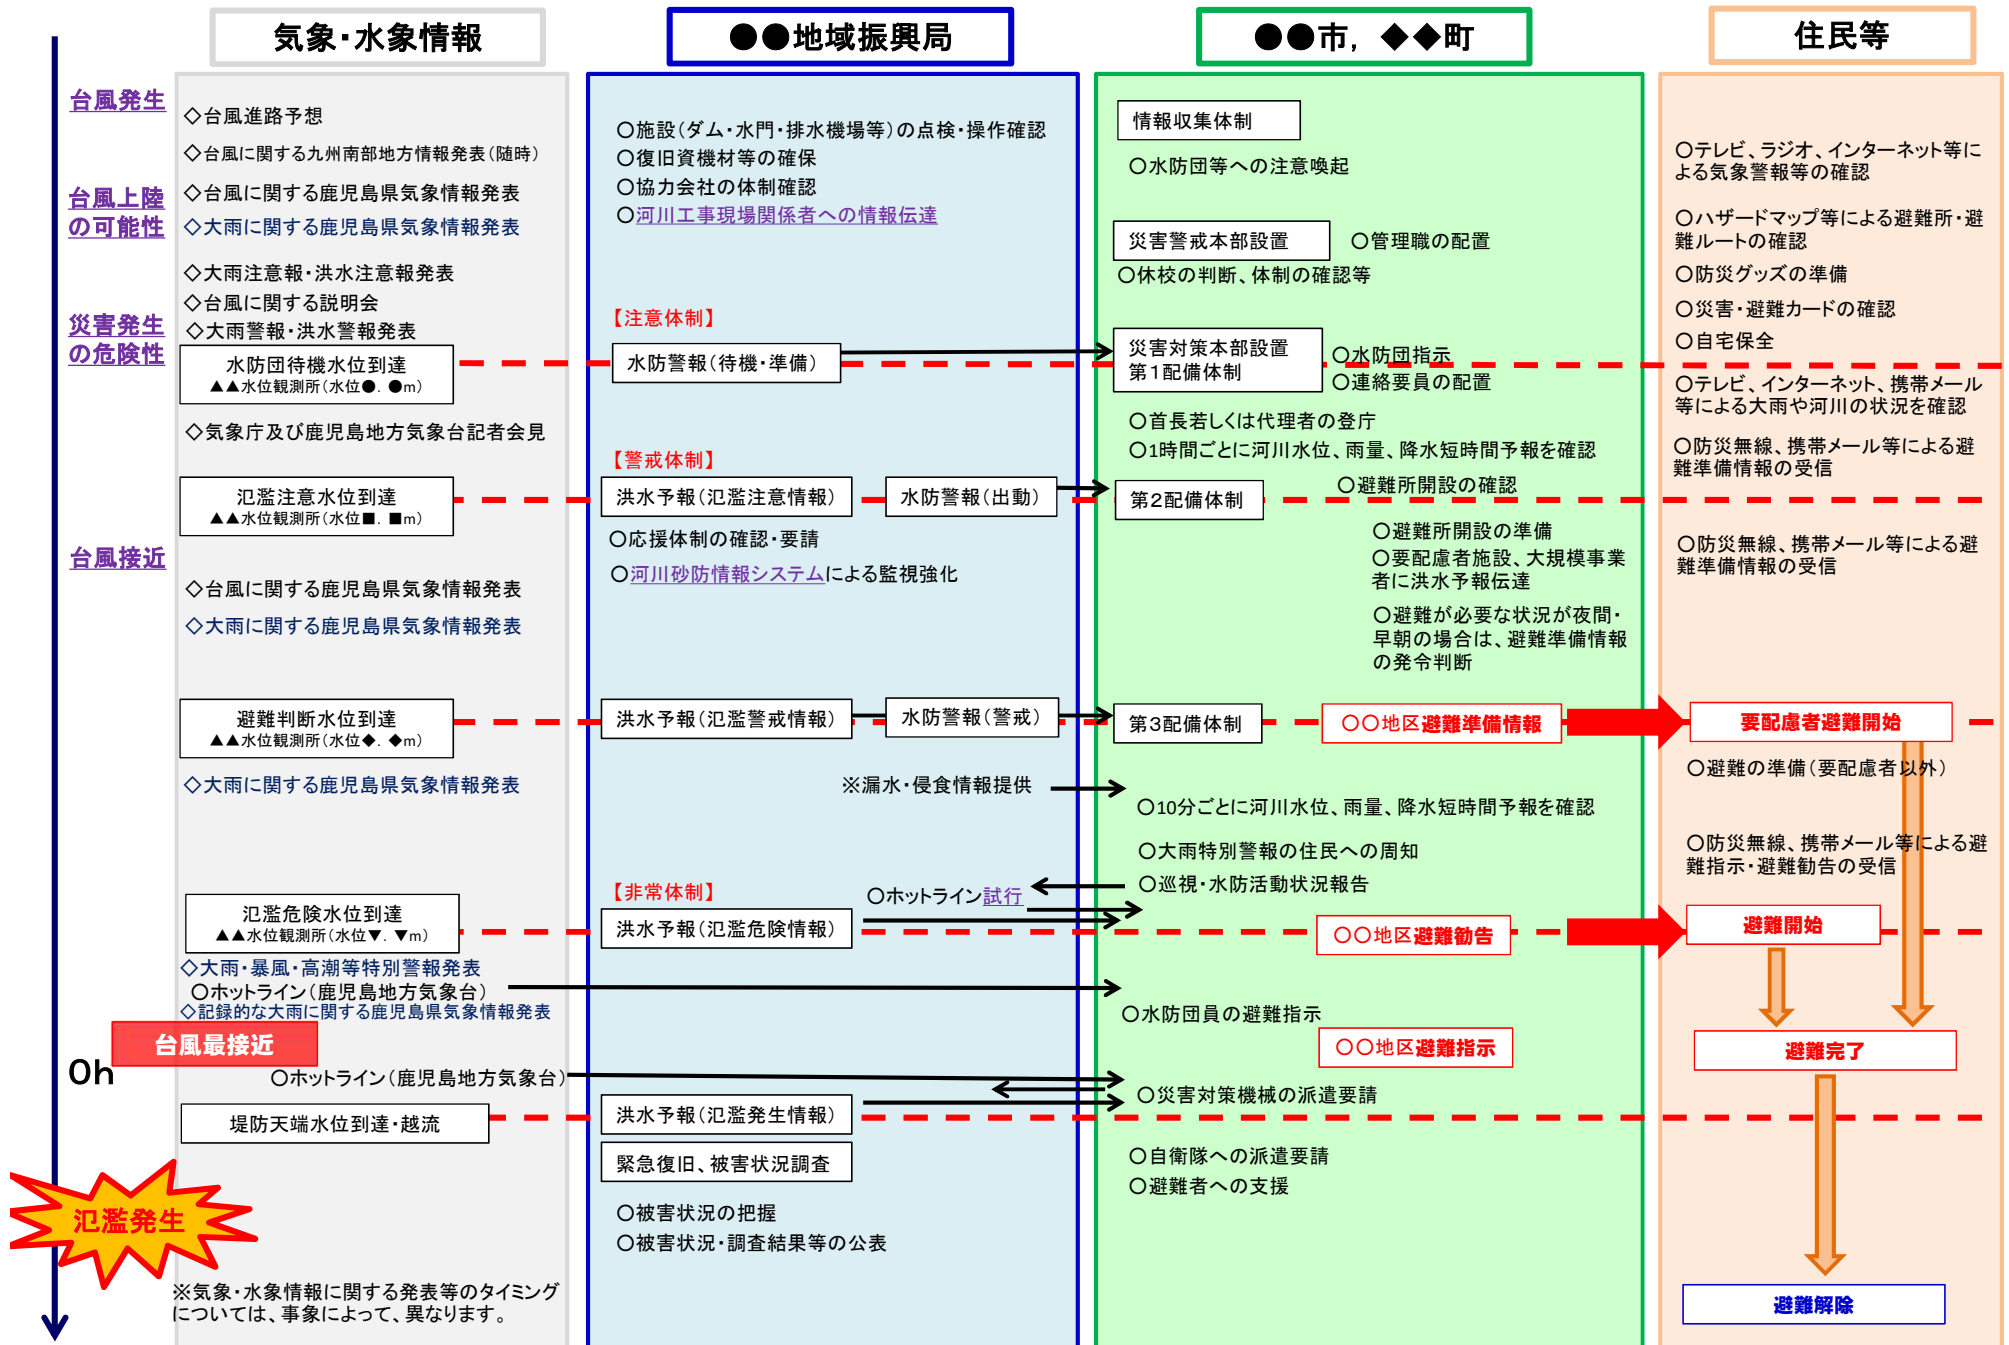 気象・水象情報
●●地域振興局
●●市，◆◆町
住民等
台風発生
台風上陸
の可能性
災害発生
の危険性
台風接近
台風最接近
0h
氾濫発生
◇台風進路予想
◇台風に関する九州南部地方情報発表（随時）
◇台風に関する鹿児島県気象情報発表
◇大雨に関する鹿児島県気象情報発表
◇大雨注意報・洪水注意報発表
◇台風に関する説明会
◇大雨警報・洪水警報発表
水防団待機水位到達
▲▲水位観測所（水位●．●m）
◇気象庁及び鹿児島地方気象台記者会見
氾濫注意水位到達
▲▲水位観測所（水位■．■m）
◇台風に関する鹿児島県気象情報発表
◇大雨に関する鹿児島県気象情報発表
避難判断水位到達
▲▲水位観測所（水位◆．◆m）
◇大雨に関する鹿児島県気象情報発表
氾濫危険水位到達
▲▲水位観測所（水位▼．▼m）
◇大雨・暴風・高潮等特別警報発表
○ホットライン（鹿児島地方気象台）
◇記録的な大雨に関する鹿児島県気象情報発表
○ホットライン（鹿児島地方気象台）
堤防天端水位到達・越流
※気象・水象情報に関する発表等のタイミング
については、事象によって、異なります。
○施設（ダム・水門・排水機場等）の点検・操作確認
○復旧資機材等の確保
○協力会社の体制確認
○河川工事現場関係者への情報伝達
【注意体制】
水防警報（待機・準備）
【警戒体制】
洪水予報（氾濫注意情報）
水防警報（出動）
○応援体制の確認・要請
○河川砂防情報システムによる監視強化
洪水予報（氾濫警戒情報）
水防警報（警戒）
※漏水・侵食情報提供
【非常体制】
○ホットライン試行
洪水予報（氾濫危険情報）
洪水予報（氾濫発生情報）
緊急復旧、被害状況調査
○被害状況の把握
○被害状況・調査結果等の公表
情報収集体制
○水防団等への注意喚起
災害警戒本部設置
○管理職の配置
○休校の判断、体制の確認等
災害対策本部設置
第1配備体制
○水防団指示
○連絡要員の配置
○首長若しくは代理者の登庁
○1時間ごとに河川水位、雨量、降水短時間予報を確認
○避難所開設の確認
第2配備体制
○避難所開設の準備
○要配慮者施設、大規模事業
者に洪水予報伝達
○避難が必要な状況が夜間・
早朝の場合は、避難準備情報
の発令判断
第3配備体制
○○地区避難準備情報
○10分ごとに河川水位、雨量、降水短時間予報を確認
○大雨特別警報の住民への周知
○巡視・水防活動状況報告
○○地区避難勧告
○水防団員の避難指示
○○地区避難指示
○災害対策機械の派遣要請
○自衛隊への派遣要請
○避難者への支援
○テレビ、ラジオ、インターネット等に
よる気象警報等の確認
○ハザードマップ等による避難所・避
難ルートの確認
○防災グッズの準備
○災害・避難カードの確認
○自宅保全
○テレビ、インターネット、携帯メール
等による大雨や河川の状況を確認
○防災無線、携帯メール等による避
難準備情報の受信
○防災無線、携帯メール等による避
難準備情報の受信
要配慮者避難開始
○避難の準備（要配慮者以外）
○防災無線、携帯メール等による避
難指示・避難勧告の受信
避難開始
避難完了
避難解除